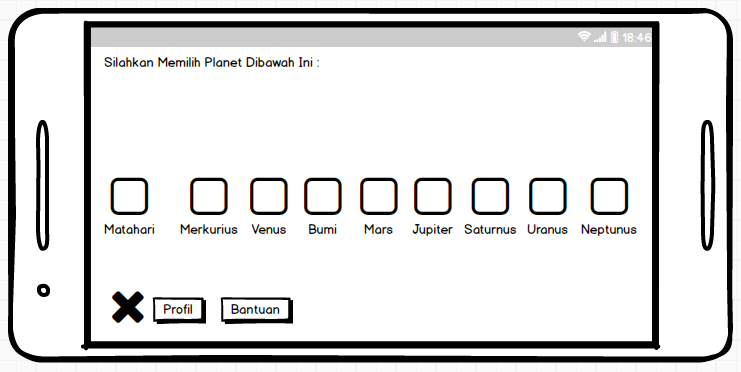 18:46
Silahkan Memilih Planet Dibawah Ini :
Matahari Merkurius Venus Bumi Mars Jupiter Saturnus Uranus Neptunus
Profil Bantuan